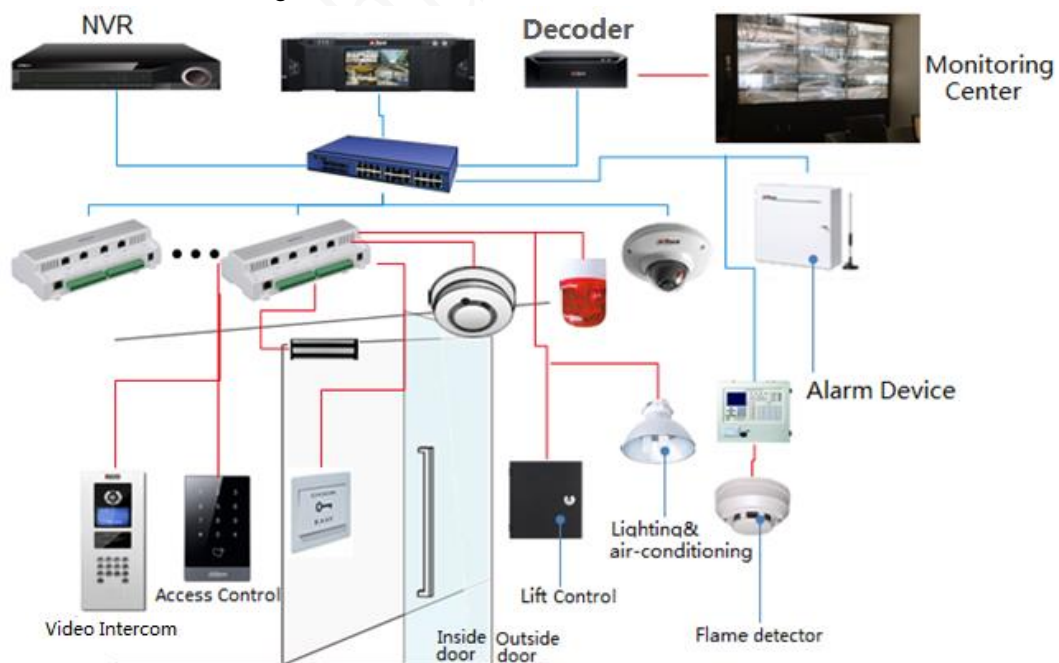 NVR
Decoder
Monitoring
Center
Alarm Device
Lighting&
air-conditioning
Access Control
Lift Control
Video Intercom
Inside
door
Outside
door
Flame detector